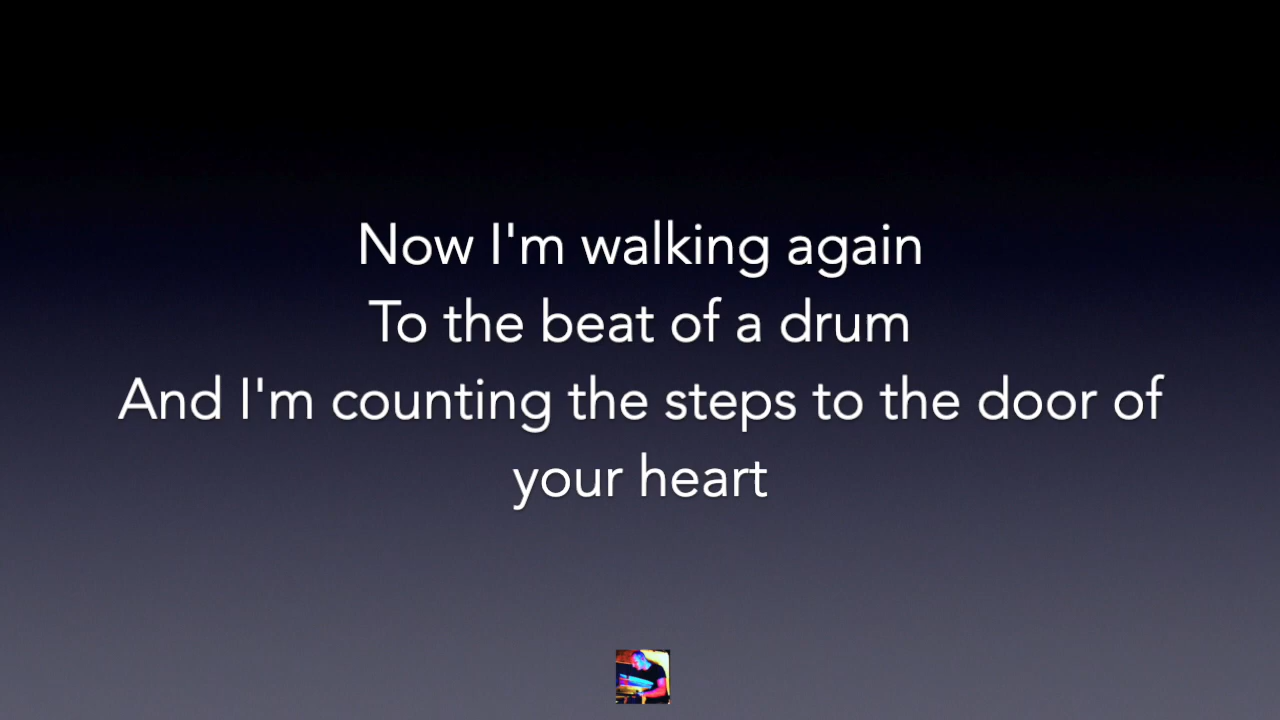 Now I'm walking again
To the beat of a drum
And I'm counting the steps to the door of
your heart